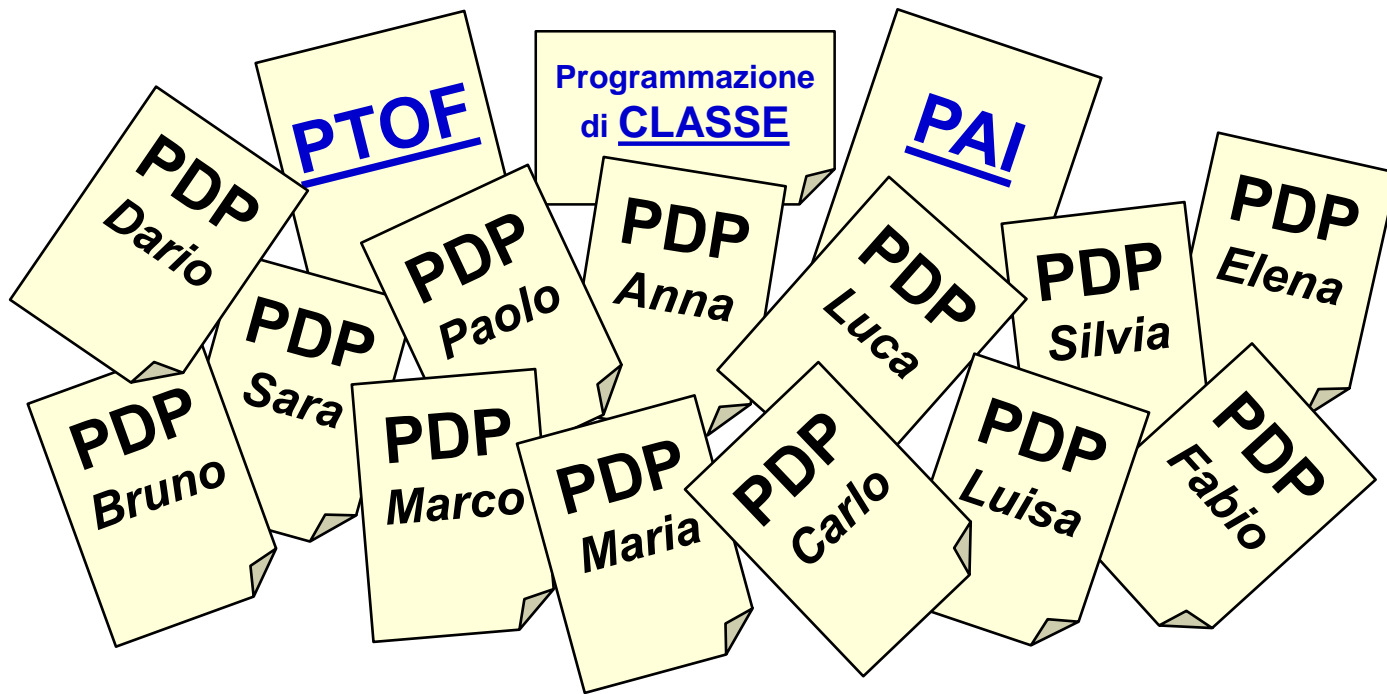 PTOF
Programmazione
di CLASSE
PAI
PDP
Dario
PDP
Sara
PDP
Paolo
PDP
Anna
PDP
Luca
PDP
Silvia
PDP
Elena
PDP
Bruno
PDP
Marco
PDP
Maria
PDP
Carlo
PDP
Luisa
PDP
Fabio